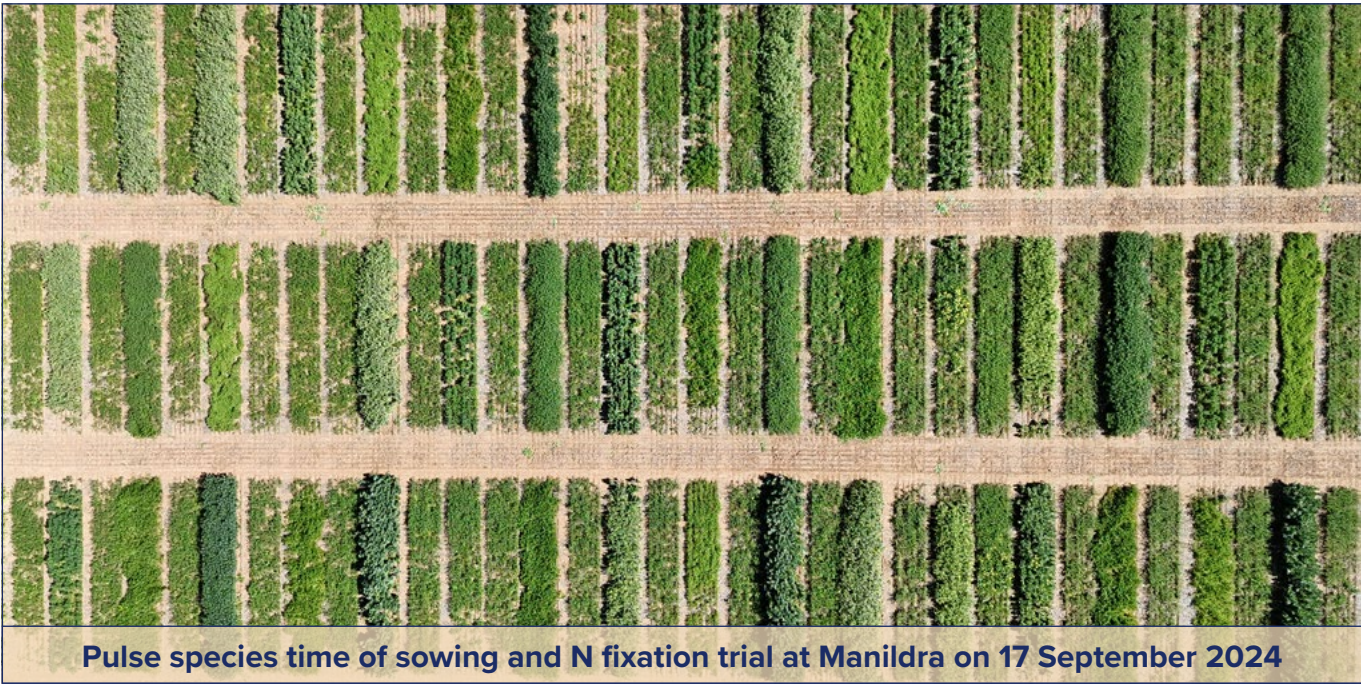 Pulse species time of sowing and N fixation trial at Manildra on 17 September 2024